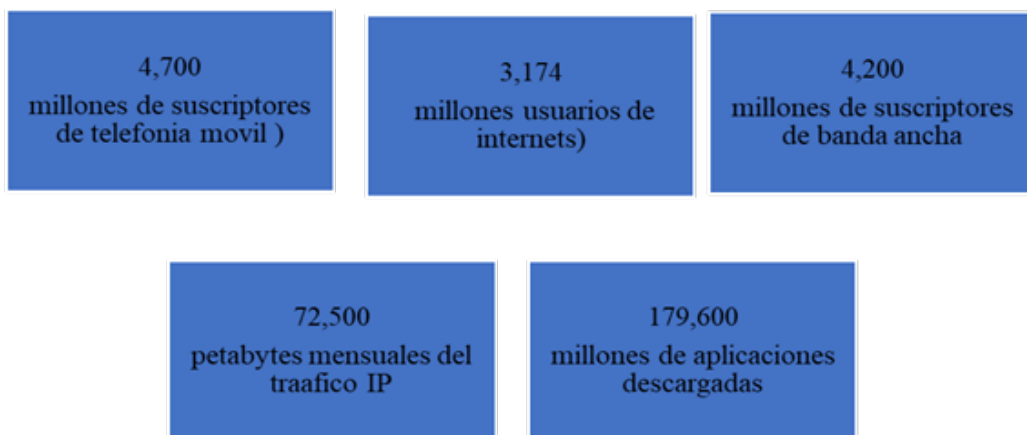 4,700
millones de suscriptores
de telefonia movil )
3,174
millones usuarios de
internets)
4,200
millones de suscriptores
de banda ancha
72,500
petabytes mensuales del
traafico IP
179,600
millones de aplicaciones
descargadas